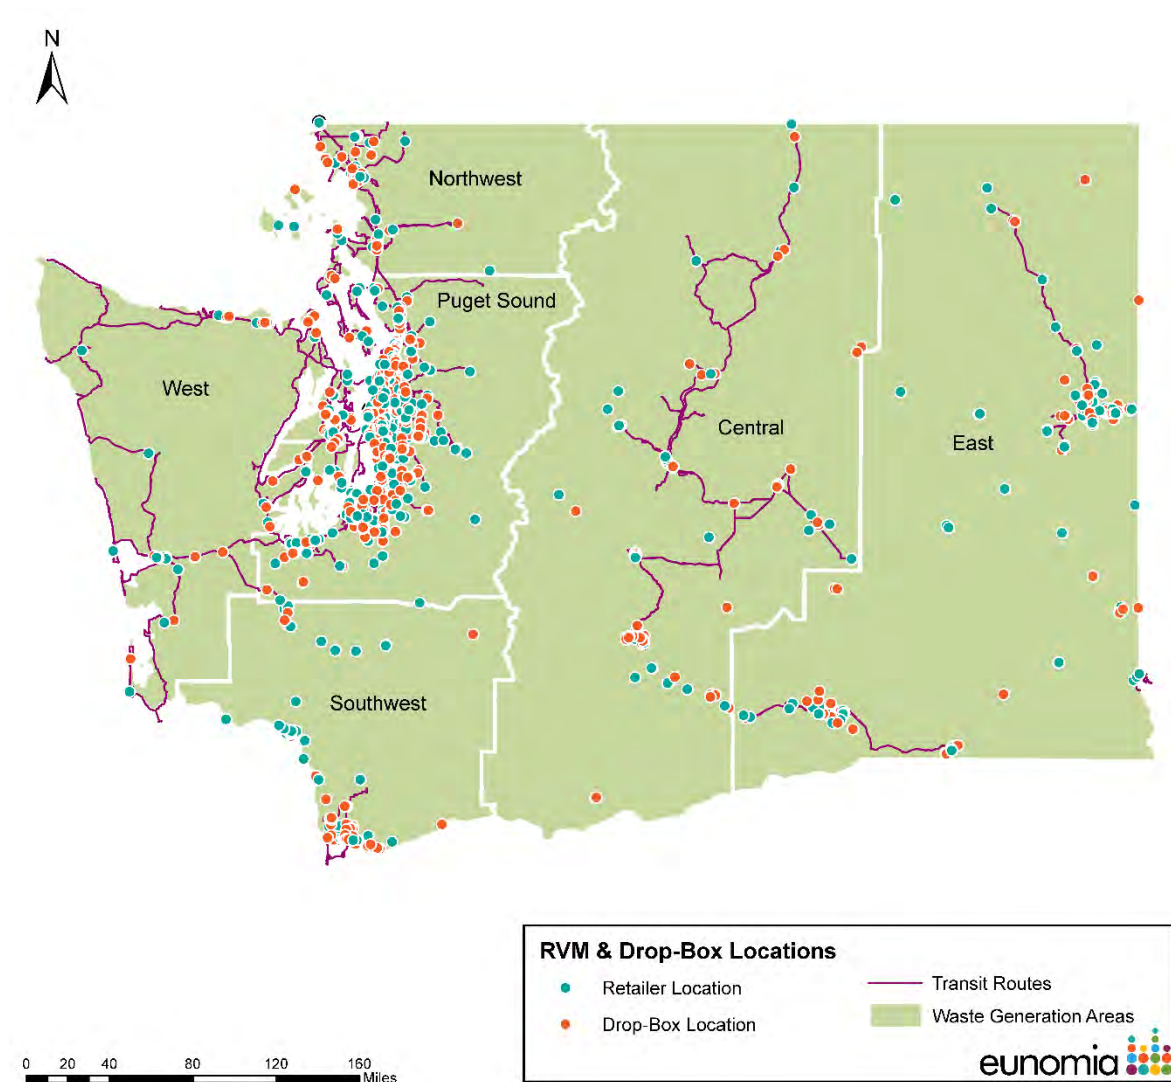 N
Northwest
Puget Sound
West
Central
East
Southwest
RVM & Drop-Box Locations
Retailer Location
Transit Routes
Drop-Box Location
Waste Generation Areas
eunomia
0 20 40 80 120 160
Miles